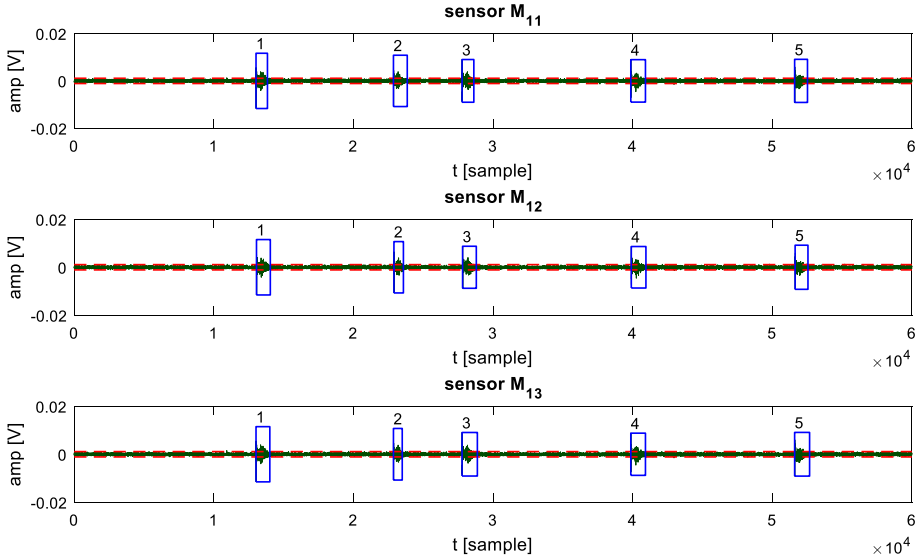 sensor M11
0.02
0
-0.02
amp [V]
1 2 3 4 5
0 1 2 3 4 5 6
t [sample]
×10^4
sensor M12
0.02
0
-0.02
amp [V]
1 2 3 4 5
0 1 2 3 4 5 6
t [sample]
×10^4
sensor M13
0.02
0
-0.02
amp [V]
1 2 3 4 5
0 1 2 3 4 5 6
t [sample]
×10^4